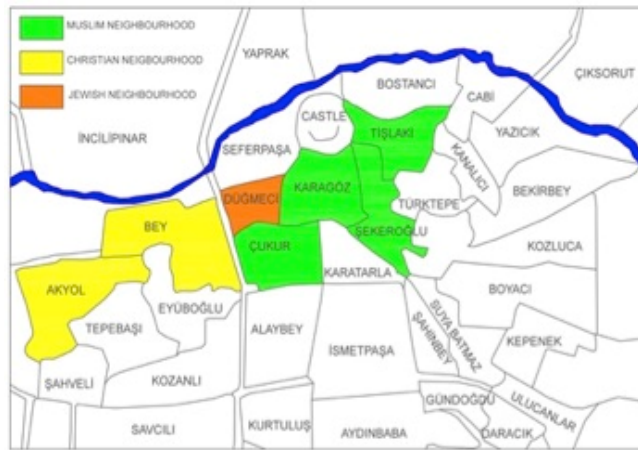 MUSLIM NEIGHBOURHOOD
CHRISTIAN NEIGBOURHOOD
JEWISH NEIGHBOURHOOD
YAPRAK
BOSTANCI
ÇIKSORUT
CABİ
CASTLE
İNCİLİPINAR
TİŞLAKİ
YAZICIK
SEFERPAŞA
KANALICI
KARAGÖZ
DÜĞMECİ
BEKİRBEY
TÜRKTEPE
BEY
ŞEKEROĞLU
ÇUKUR
KOZLUCA
KARATARLA
AKYOL
BOYACI
EYÜBOĞLU
TEPEBAŞI
ALAYBEY
SUYA BATMAZ
ŞAHİNBEY
KEPENEK
İSMETPAŞA
ŞAHVELİ
KOZANLI
GÜNDOĞDU
ULUCANLAR
SAVCILI
KURTULUŞ
AYDINBABA
DARACIK